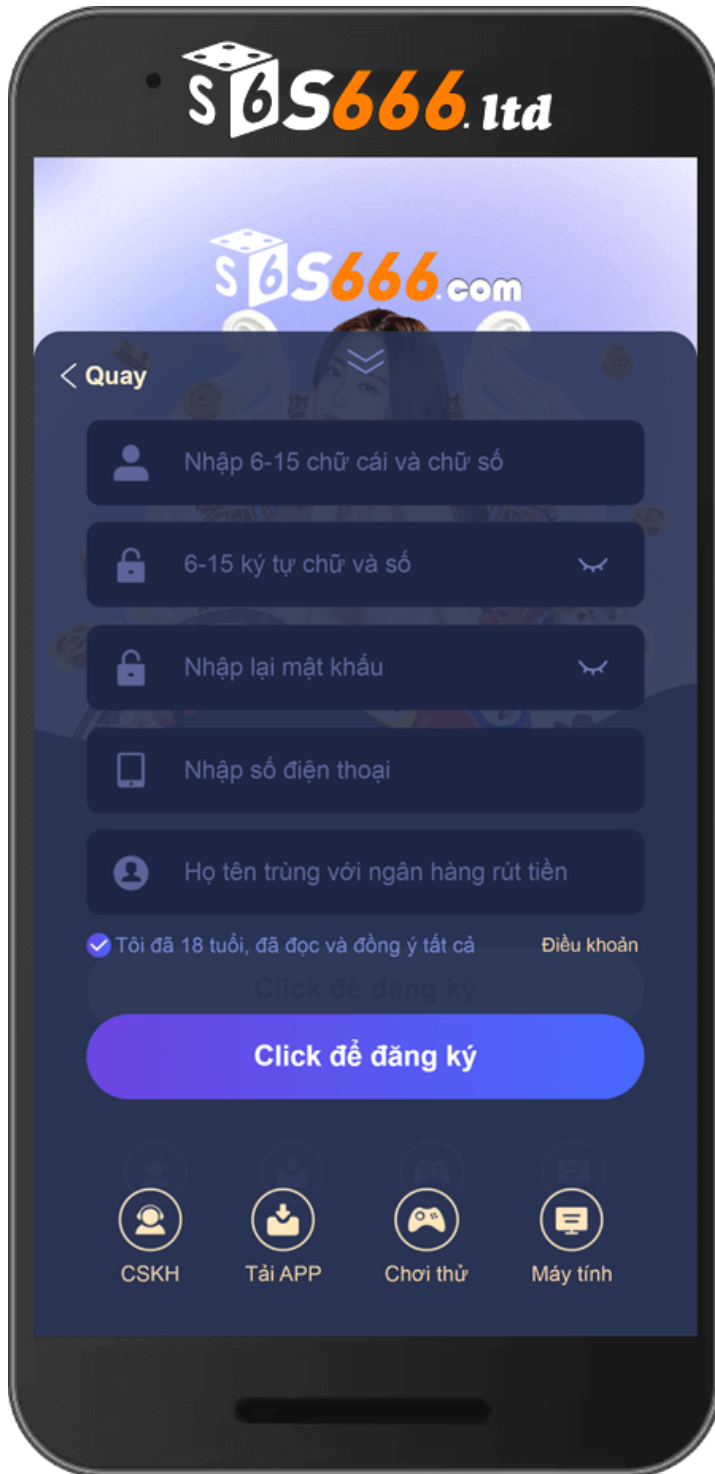 S6S666.ltd
S6S666.com
Quay
Nhập 6-15 chữ cái và chữ số
6-15 ký tự chữ và số
Nhập lại mật khẩu
Nhập số điện thoại
Họ tên trùng với ngân hàng rút tiền
Tôi đã 18 tuổi, đã đọc và đồng ý tất cả Điều khoản
Click để đăng ký
Click để đăng ký
CSKH Tải APP Chơi thử Máy tính